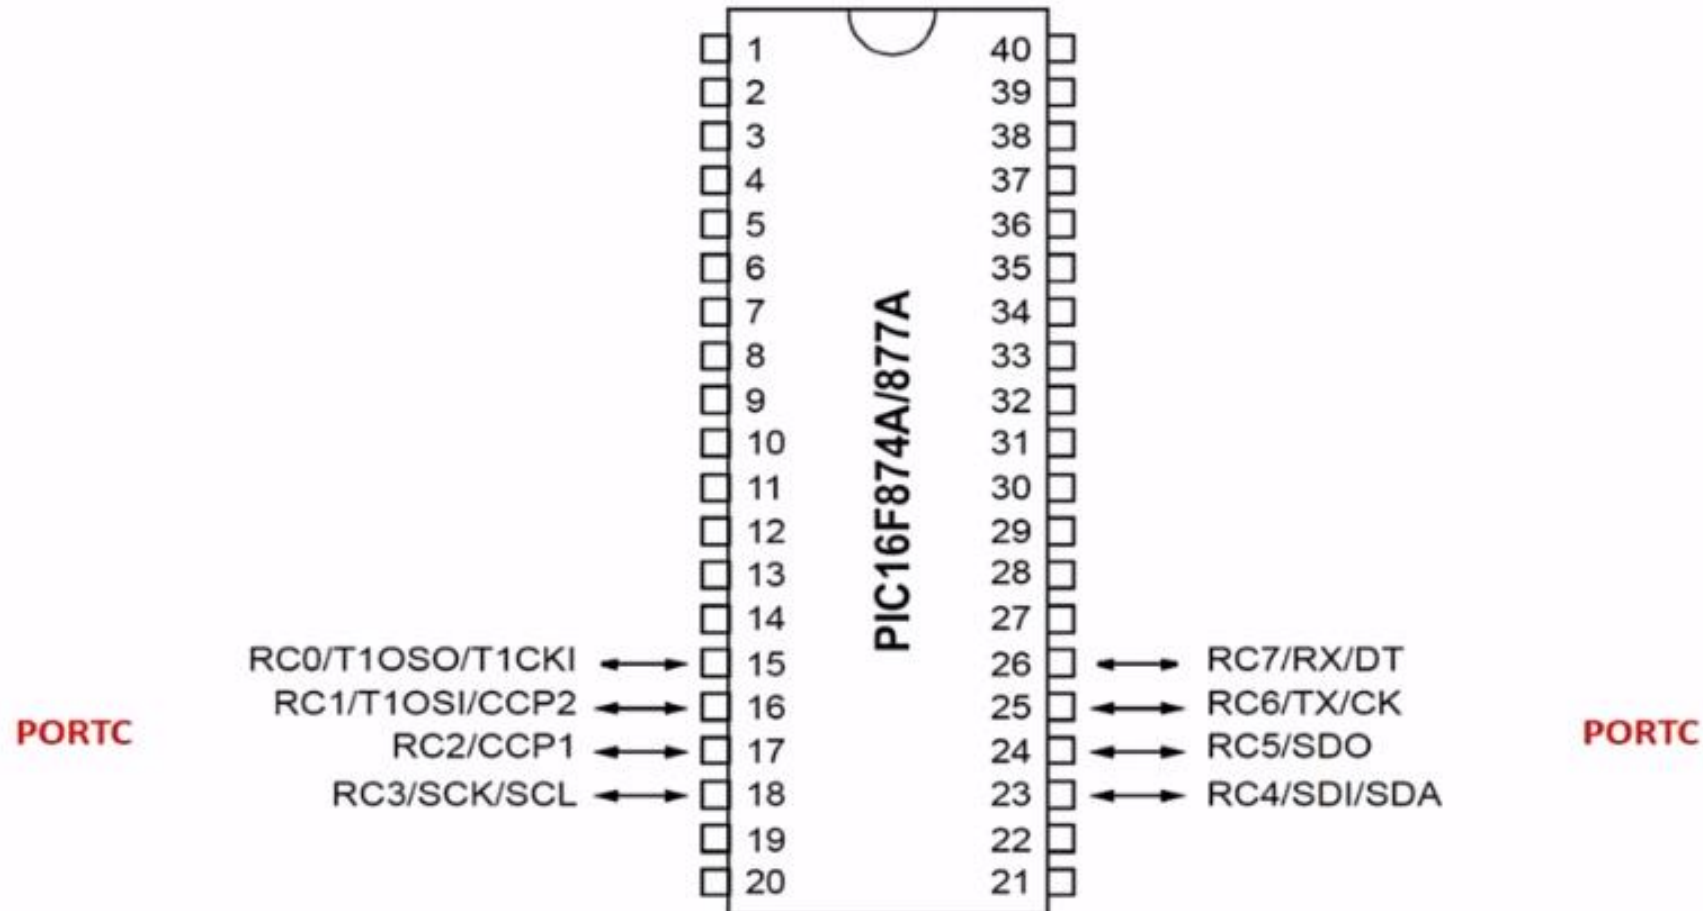 1 40
2 39
3 38
4 37
5 36
6 35
7 34
8 33
9 32
10 31
11 30
12 29
13 28
14 27
PIC16F874A/877A
RC0/T1OSO/T1CKI 15 26 RC7/RX/DT
RC1/T1OSI/CCP2 16 25 RC6/TX/CK
PORTC PORTC
RC2/CCP1 17 24 RC5/SDO
RC3/SCK/SCL 18 23 RC4/SDI/SDA
19 22
20 21